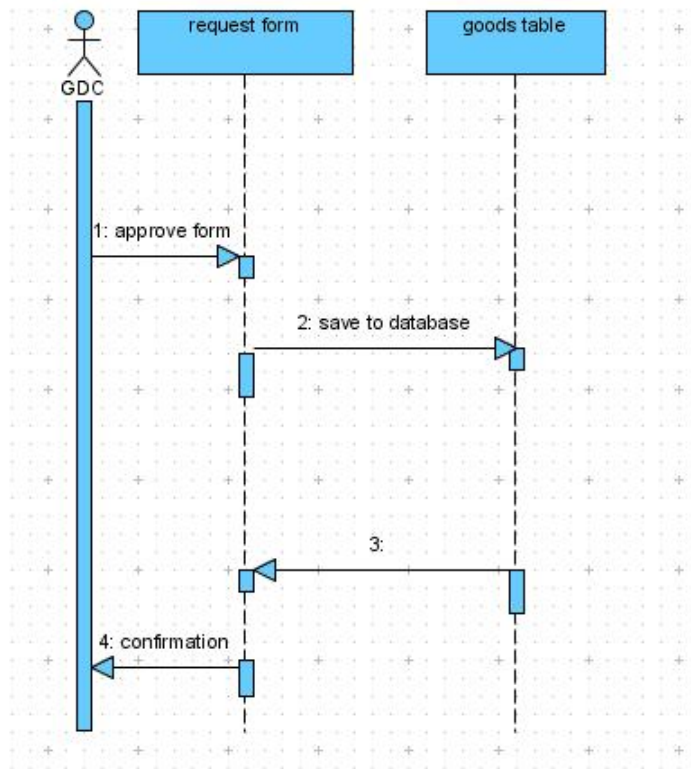 request form
goods table
GDC
1: approve form
2: save to database
3:
4: confirmation